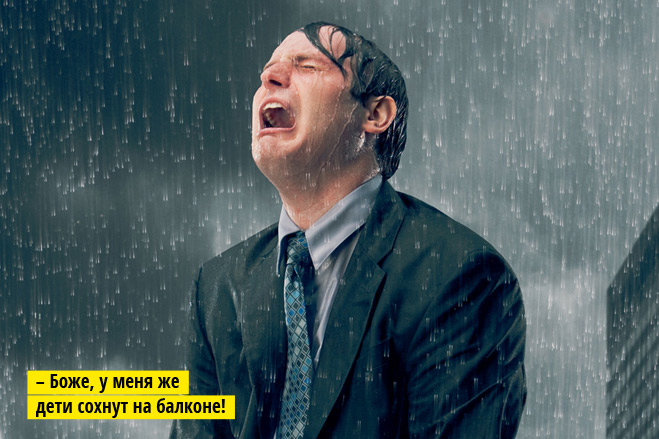 – Боже, у меня же
дети сохнут на балконе!